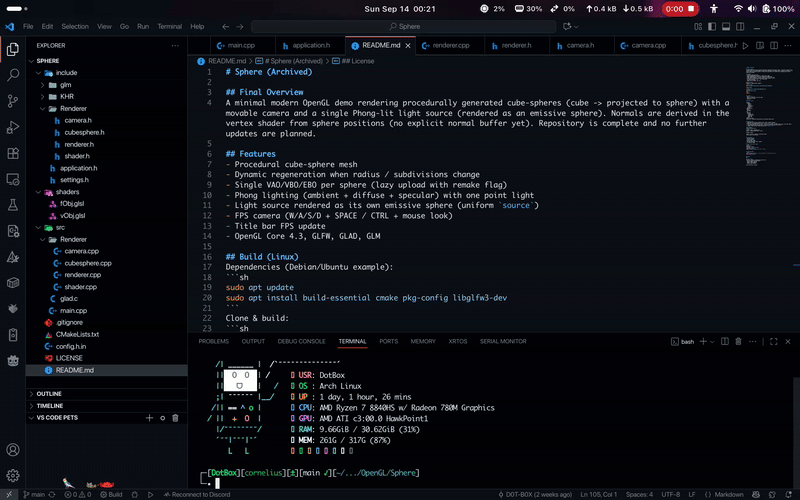 Sun Sep 14 00:21
2%
30%
0%
↑0.4 kB ↓0.5 kB
0:00
100%
File Edit Selection View Go Run Terminal Help
Sphere
EXPLORER
main.cpp
application.h
README.md
renderer.cpp
renderer.h
camera.h
camera.cpp
cubesphere.h
README.md > # Sphere (Archived) > ## License
SPHERE
include
glm
KHR
Renderer
camera.h
cubesphere.h
renderer.h
shader.h
application.h
settings.h
shaders
fObj.glsl
vObj.glsl
src
Renderer
camera.cpp
cubesphere.cpp
renderer.cpp
shader.cpp
glad.c
main.cpp
.gitignore
CMakeLists.txt
config.h.in
LICENSE
README.md
OUTLINE
TIMELINE
VS CODE PETS
1 # Sphere (Archived)
2
3 ## Final Overview
4 A minimal modern OpenGL demo rendering procedurally generated cube-spheres (cube -> projected to sphere) with a
movable camera and a single Phong-lit light source (rendered as an emissive sphere). Normals are derived in the
vertex shader from sphere positions (no explicit normal buffer yet). Repository is complete and no further
updates are planned.
5
6 ## Features
7 - Procedural cube-sphere mesh
8 - Dynamic regeneration when radius / subdivisions change
9 - Single VAO/VBO/EBO per sphere (lazy upload with remake flag)
10 - Phong lighting (ambient + diffuse + specular) with one point light
11 - Light source rendered as its own emissive sphere (uniform `source`)
12 - FPS camera (W/A/S/D + SPACE / CTRL + mouse look)
13 - Title bar FPS update
14 - OpenGL Core 4.3, GLFW, GLAD, GLM
15
16 ## Build (Linux)
17 Dependencies (Debian/Ubuntu example):
18 ```sh
19 sudo apt update
20 sudo apt install build-essential cmake pkg-config libglfw3-dev
21 ```
22 Clone & build:
23 ```sh
PROBLEMS OUTPUT DEBUG CONSOLE TERMINAL PORTS MEMORY XRTOS SERIAL MONITOR
bash
USR: DotBox
OS : Arch Linux
UP : 1 day, 1 hour, 26 mins
CPU: AMD Ryzen 7 8840HS w/ Radeon 780M Graphics
GPU: AMD ATI c3:00.0 HawkPoint1
RAM: 9.66GiB / 30.62GiB (31%)
MEM: 261G / 317G (87%)
[DotBox][cornelius][±][main ✓][~/.../OpenGL/Sphere]
main
0 0
Build
Reconnect to Discord
DOT-BOX (2 weeks ago)
Ln 105, Col 1
Spaces: 2
UTF-8
LF
Markdown